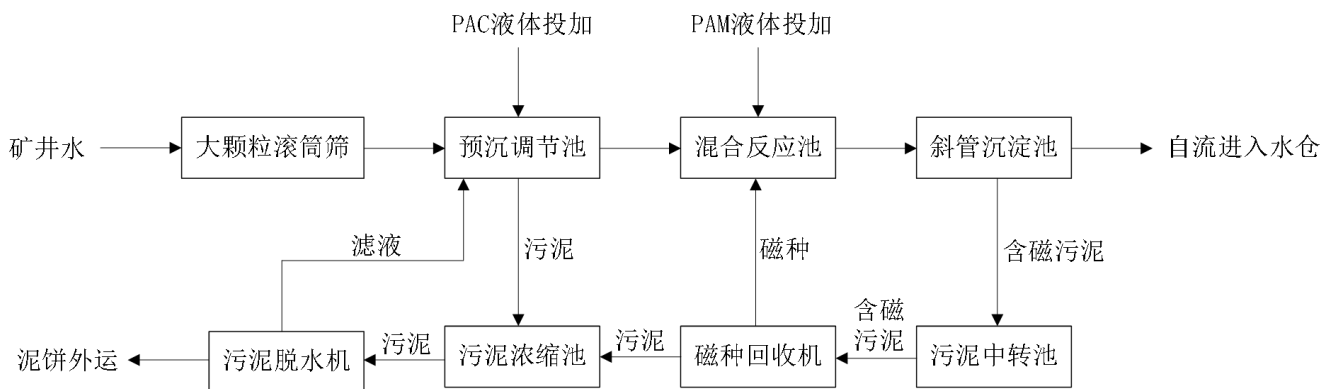 PAC液体投加
PAM液体投加
矿井水
大颗粒滚筒筛
预沉调节池
混合反应池
斜管沉淀池
自流进入水仓
滤液
污泥
磁种
含磁污泥
泥饼外运
污泥脱水机
污泥
污泥浓缩池
污泥
磁种回收机
含磁
污泥
污泥中转池